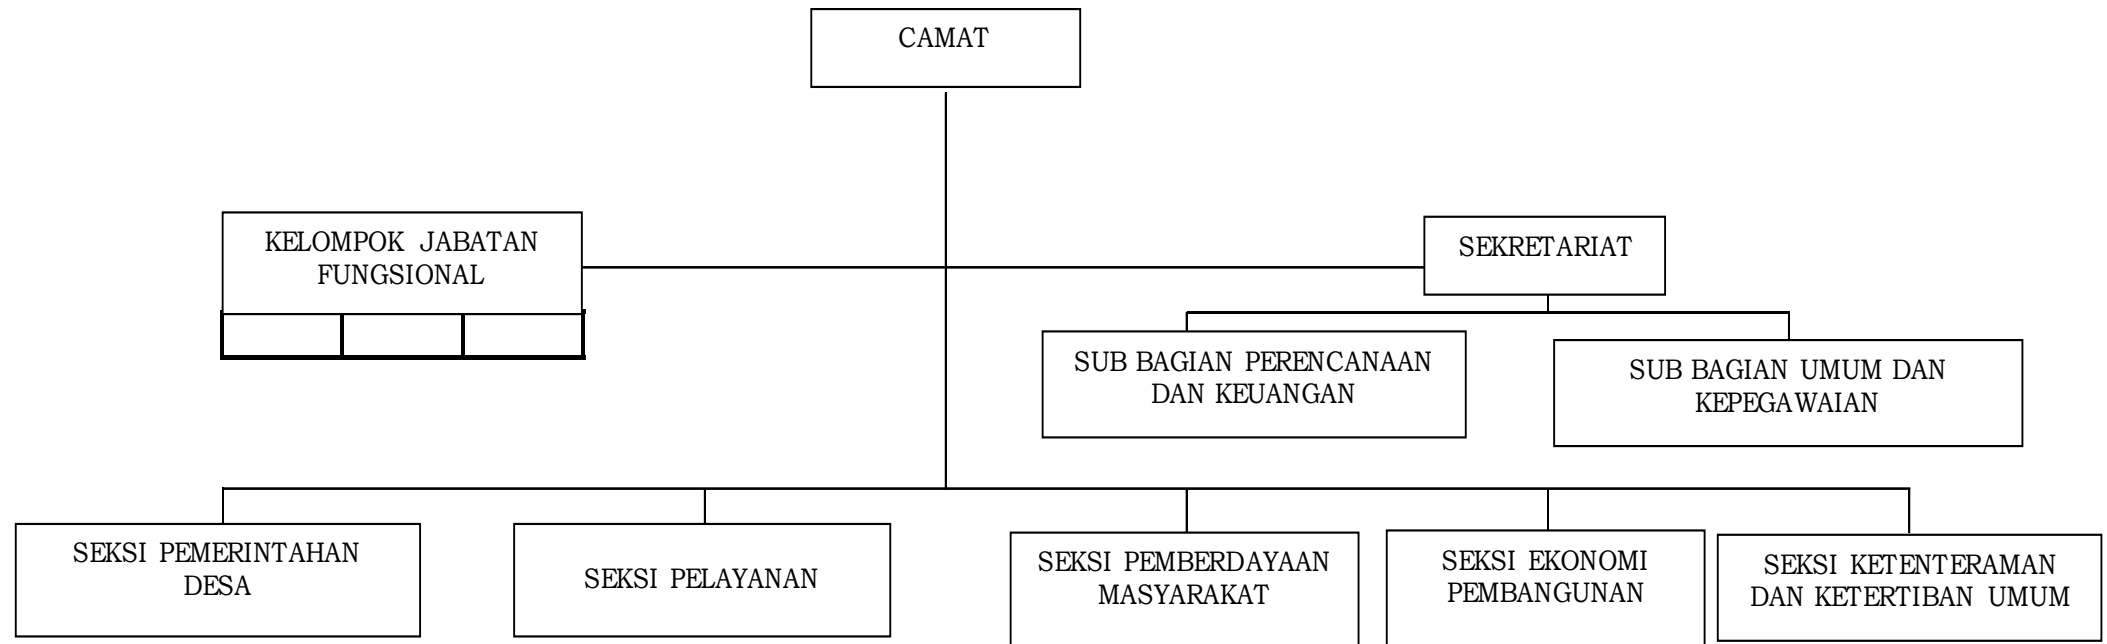 CAMAT
KELOMPOK JABATAN
FUNGSIONAL
SEKRETARIAT
SUB BAGIAN PERENCANAAN
DAN KEUANGAN
SUB BAGIAN UMUM DAN
KEPEGAWAIAN
SEKSI PEMERINTAHAN
DESA
SEKSI PELAYANAN
SEKSI PEMBERDAYAAN
MASYARAKAT
SEKSI EKONOMI
PEMBANGUNAN
SEKSI KETENTERAMAN
DAN KETERTIBAN UMUM